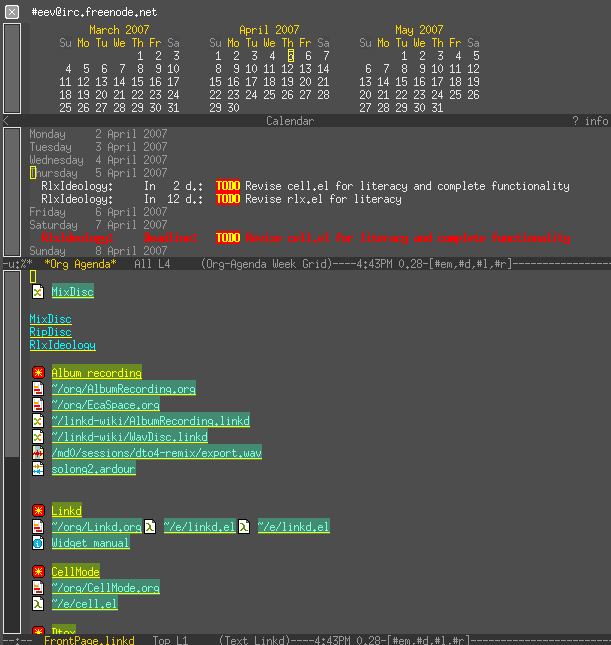 #eev@irc.freenode.net
March 2007 April 2007 May 2007
Su Mo Tu We Th Fr Sa Su Mo Tu We Th Fr Sa Su Mo Tu We Th Fr Sa
1 2 3 1 2 3 4 5 6 7 1 2 3 4 5
4 5 6 7 8 9 10 8 9 10 11 12 13 14 6 7 8 9 10 11 12
11 12 13 14 15 16 17 15 16 17 18 19 20 21 13 14 15 16 17 18 19
18 19 20 21 22 23 24 22 23 24 25 26 27 28 20 21 22 23 24 25 26
25 26 27 28 29 30 31 29 30 27 28 29 30 31
< Calendar ? info
Monday 2 April 2007
Tuesday 3 April 2007
Wednesday 4 April 2007
Thursday 5 April 2007
RlxIdeology: In 2 d.: TODO Revise cell.el for literacy and complete functionality
RlxIdeology: In 12 d.: TODO Revise rlx.el for literacy
Friday 6 April 2007
Saturday 7 April 2007
RlxIdeology: Deadline: TODO Revise cell.el for literacy and complete functionality
Sunday 8 April 2007
-u:%* *Org Agenda* All L4 (Org-Agenda Week Grid)----4:43PM 0.28-[#em,#d,#l,#r]-----------------
MixDisc
MixDisc
RipDisc
RlxIdeology
Album recording
~/org/AlbumRecording.org
~/org/EcaSpace.org
~/linkd-wiki/AlbumRecording.linkd
~/linkd-wiki/WavDisc.linkd
/md0/sessions/dto4-remix/export.wav
solong2.ardour
Linkd
~/org/Linkd.org ~/e/linkd.el ~/e/linkd.el
Widget manual
CellMode
~/org/CellMode.org
~/e/cell.el
Dtox
--:-- FrontPage.linkd Top L1 (Text Linkd)----4:43PM 0.28-[#em,#d,#l,#r]-----------------------